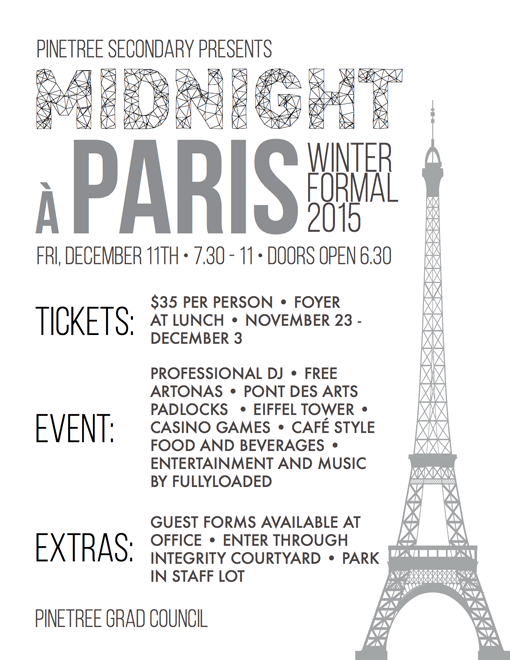 PINETREE SECONDARY PRESENTS
MIDNIGHT
À PARIS
WINTER
FORMAL
2015
FRI, DECEMBER 11TH • 7.30 - 11 • DOORS OPEN 6.30
TICKETS:
$35 PER PERSON • FOYER
AT LUNCH • NOVEMBER 23 -
DECEMBER 3
EVENT:
PROFESSIONAL DJ • FREE
ARTONAS • PONT DES ARTS
PADLOCKS • EIFFEL TOWER •
CASINO GAMES • CAFÉ STYLE
FOOD AND BEVERAGES •
ENTERTAINMENT AND MUSIC
BY FULLYLOADED
EXTRAS:
GUEST FORMS AVAILABLE AT
OFFICE • ENTER THROUGH
INTEGRITY COURTYARD • PARK
IN STAFF LOT
PINETREE GRAD COUNCIL